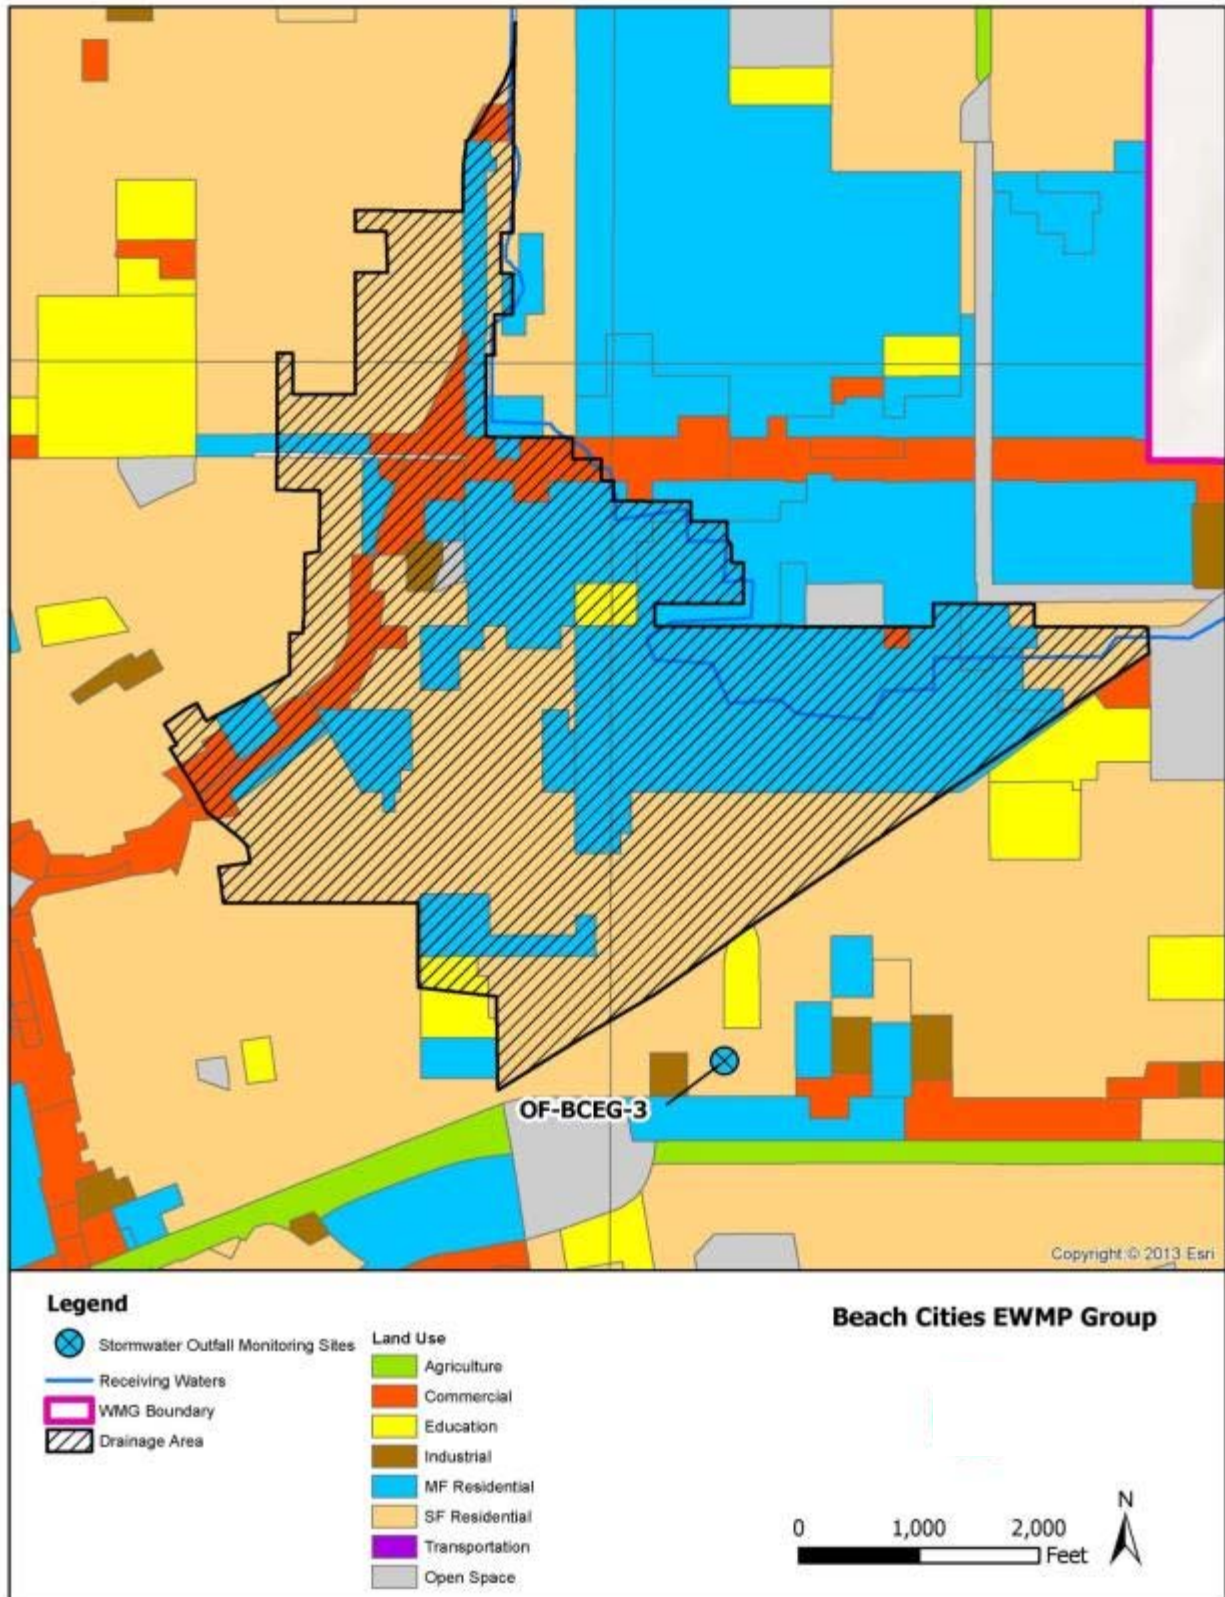 OF-BCEG-3
Copyright:© 2013 Esri
Legend
Stormwater Outfall Monitoring Sites
Receiving Waters
WMG Boundary
Drainage Area
Land Use
Agriculture
Commercial
Education
Industrial
MF Residential
SF Residential
Transportation
Open Space
Beach Cities EWMP Group
N
0 1,000 2,000
Feet